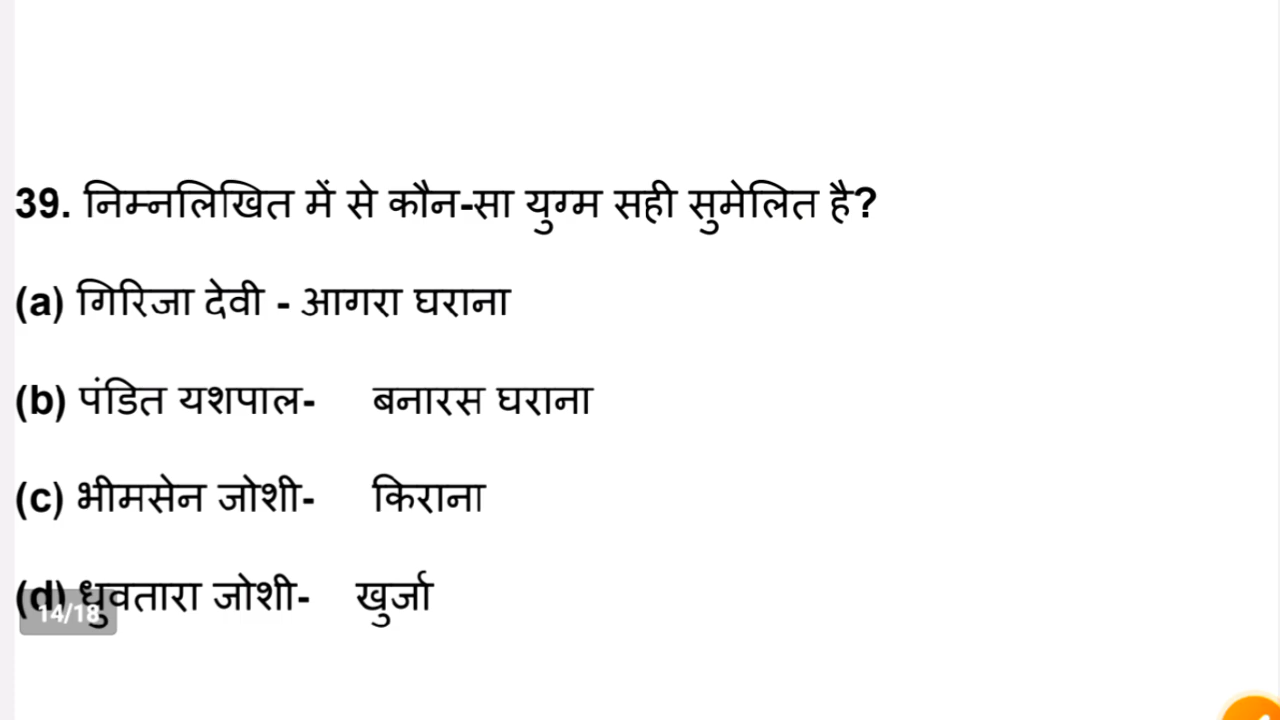 39. निम्नलिखित में से कौन-सा युग्म सही सुमेलित है?
(a) गिरिजा देवी - आगरा घराना
(b) पंडित यशपाल- बनारस घराना
(c) भीमसेन जोशी- किराना
(d) धुवतारा जोशी- खुर्जा
14/18